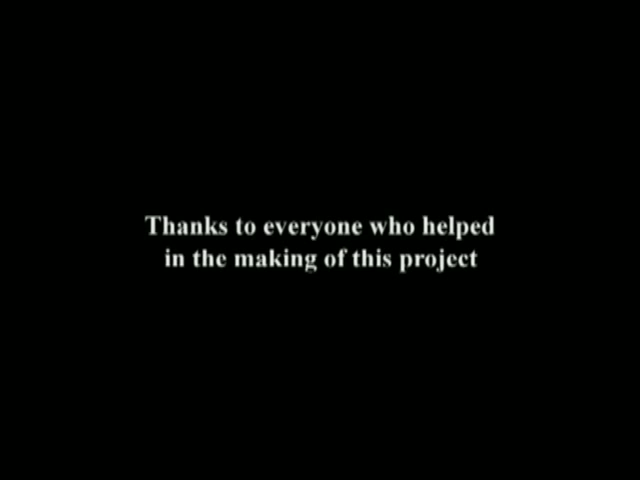 Thanks to everyone who helped
in the making of this project